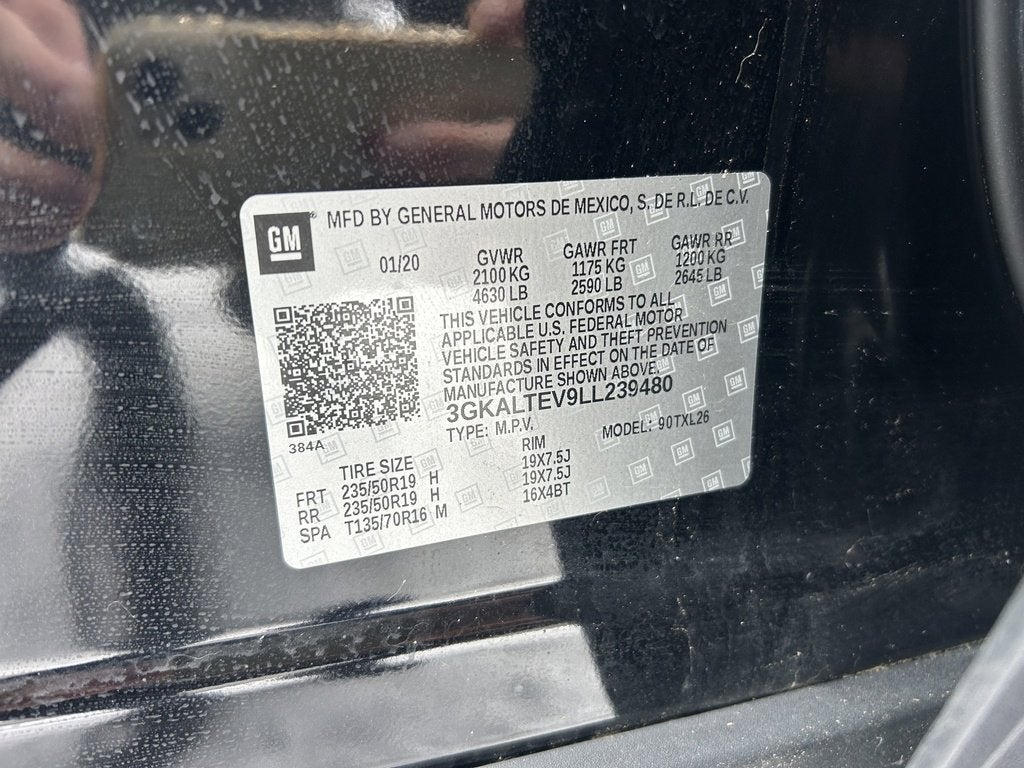 GM
MFD BY GENERAL MOTORS DE MEXICO, S. DE R.L. DE C.V.
01/20 GVWR GAWR FRT GAWR RR
2100 KG 1175 KG 1200 KG
4630 LB 2590 LB 2645 LB
THIS VEHICLE CONFORMS TO ALL
APPLICABLE U.S. FEDERAL MOTOR
VEHICLE SAFETY AND THEFT PREVENTION
STANDARDS IN EFFECT ON THE DATE OF
MANUFACTURE SHOWN ABOVE.
3GKALTEV9LL239480
TYPE: M.P.V. MODEL: 90TXL26
384A
TIRE SIZE RIM
FRT 235/50R19 H 19X7.5J
RR 235/50R19 H 19X7.5J
SPA T135/70R16 M 16X4BT